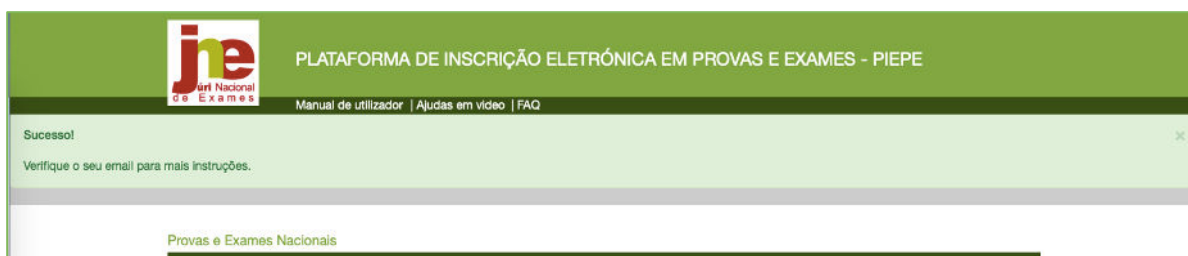 jne
Júri Nacional
de Exames
PLATAFORMA DE INSCRIÇÃO ELETRÓNICA EM PROVAS E EXAMES - PIEPE
Manual de utilizador | Ajudas em video | FAQ
Sucesso!
×
Verifique o seu email para mais instruções.
Provas e Exames Nacionais